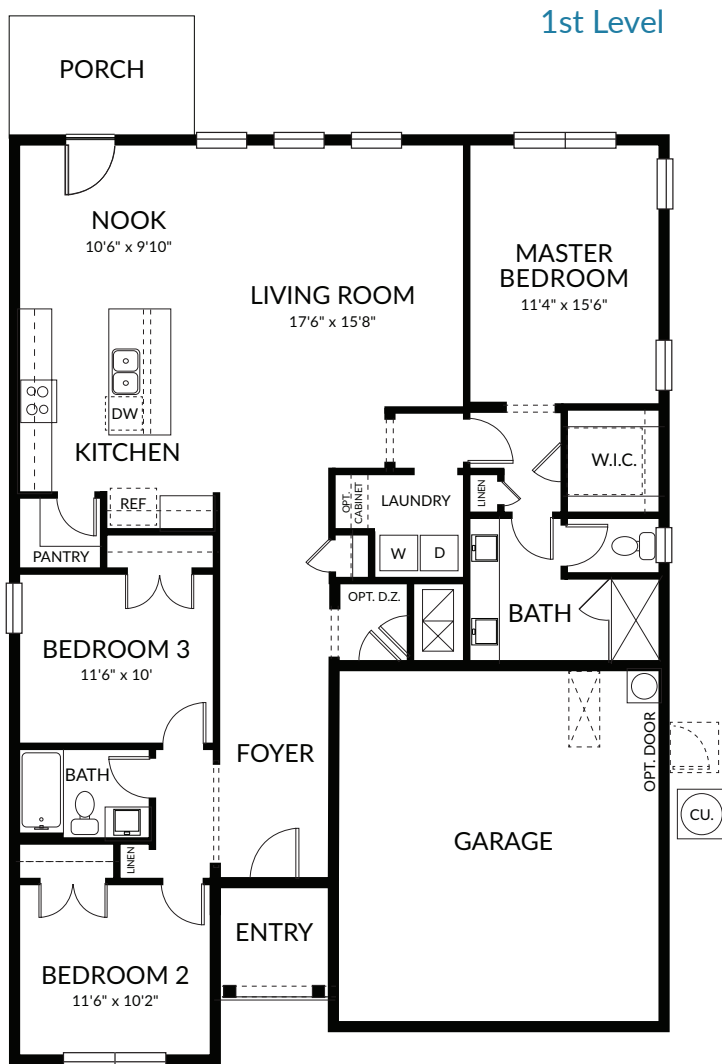 1st Level
PORCH
NOOK
10'6" x 9'10"
MASTER
BEDROOM
11'4" x 15'6"
LIVING ROOM
17'6" x 15'8"
DW
KITCHEN
W.I.C.
REF
OPT.
CABINET
LAUNDRY
LINEN
PANTRY
W
D
OPT. D.Z.
BATH
BEDROOM 3
11'6" x 10'
FOYER
OPT. DOOR
BATH
CU.
GARAGE
LINEN
ENTRY
BEDROOM 2
11'6" x 10'2"